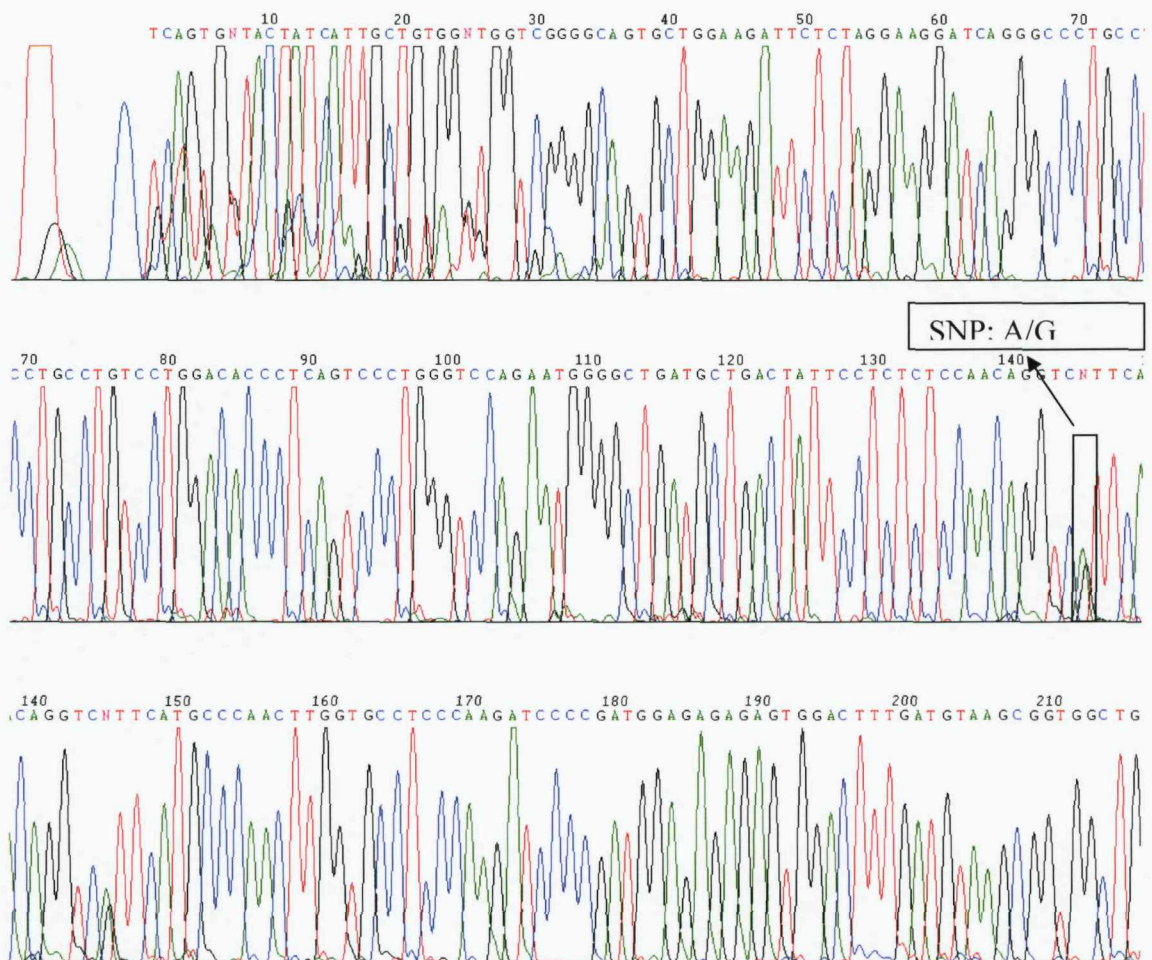 10 20 30 40 50 60 70
TCAGTGNTACTATCATTGCTGTGGNTGGTCGGGGCAGTGCTGGAAGATTCTCTAGGAAGGATCAGGGCCCTGCC
SNP: A/G
70 80 90 100 110 120 130 140
CCTGCCTGTCCTGGACACCCTCAGTCCCTGGGTCCAGAATGGGGCTGATGCTGACTATTCCTCTCTCCAACAGGTCNTTCA
140 150 160 170 180 190 200 210
CAGGTCNTTCATGCCCAACTTGGTGCCTCCCAAGATCCCCGATGGAGAGAGAGTGGACTTTGATGTAAGCGGTGGCTG